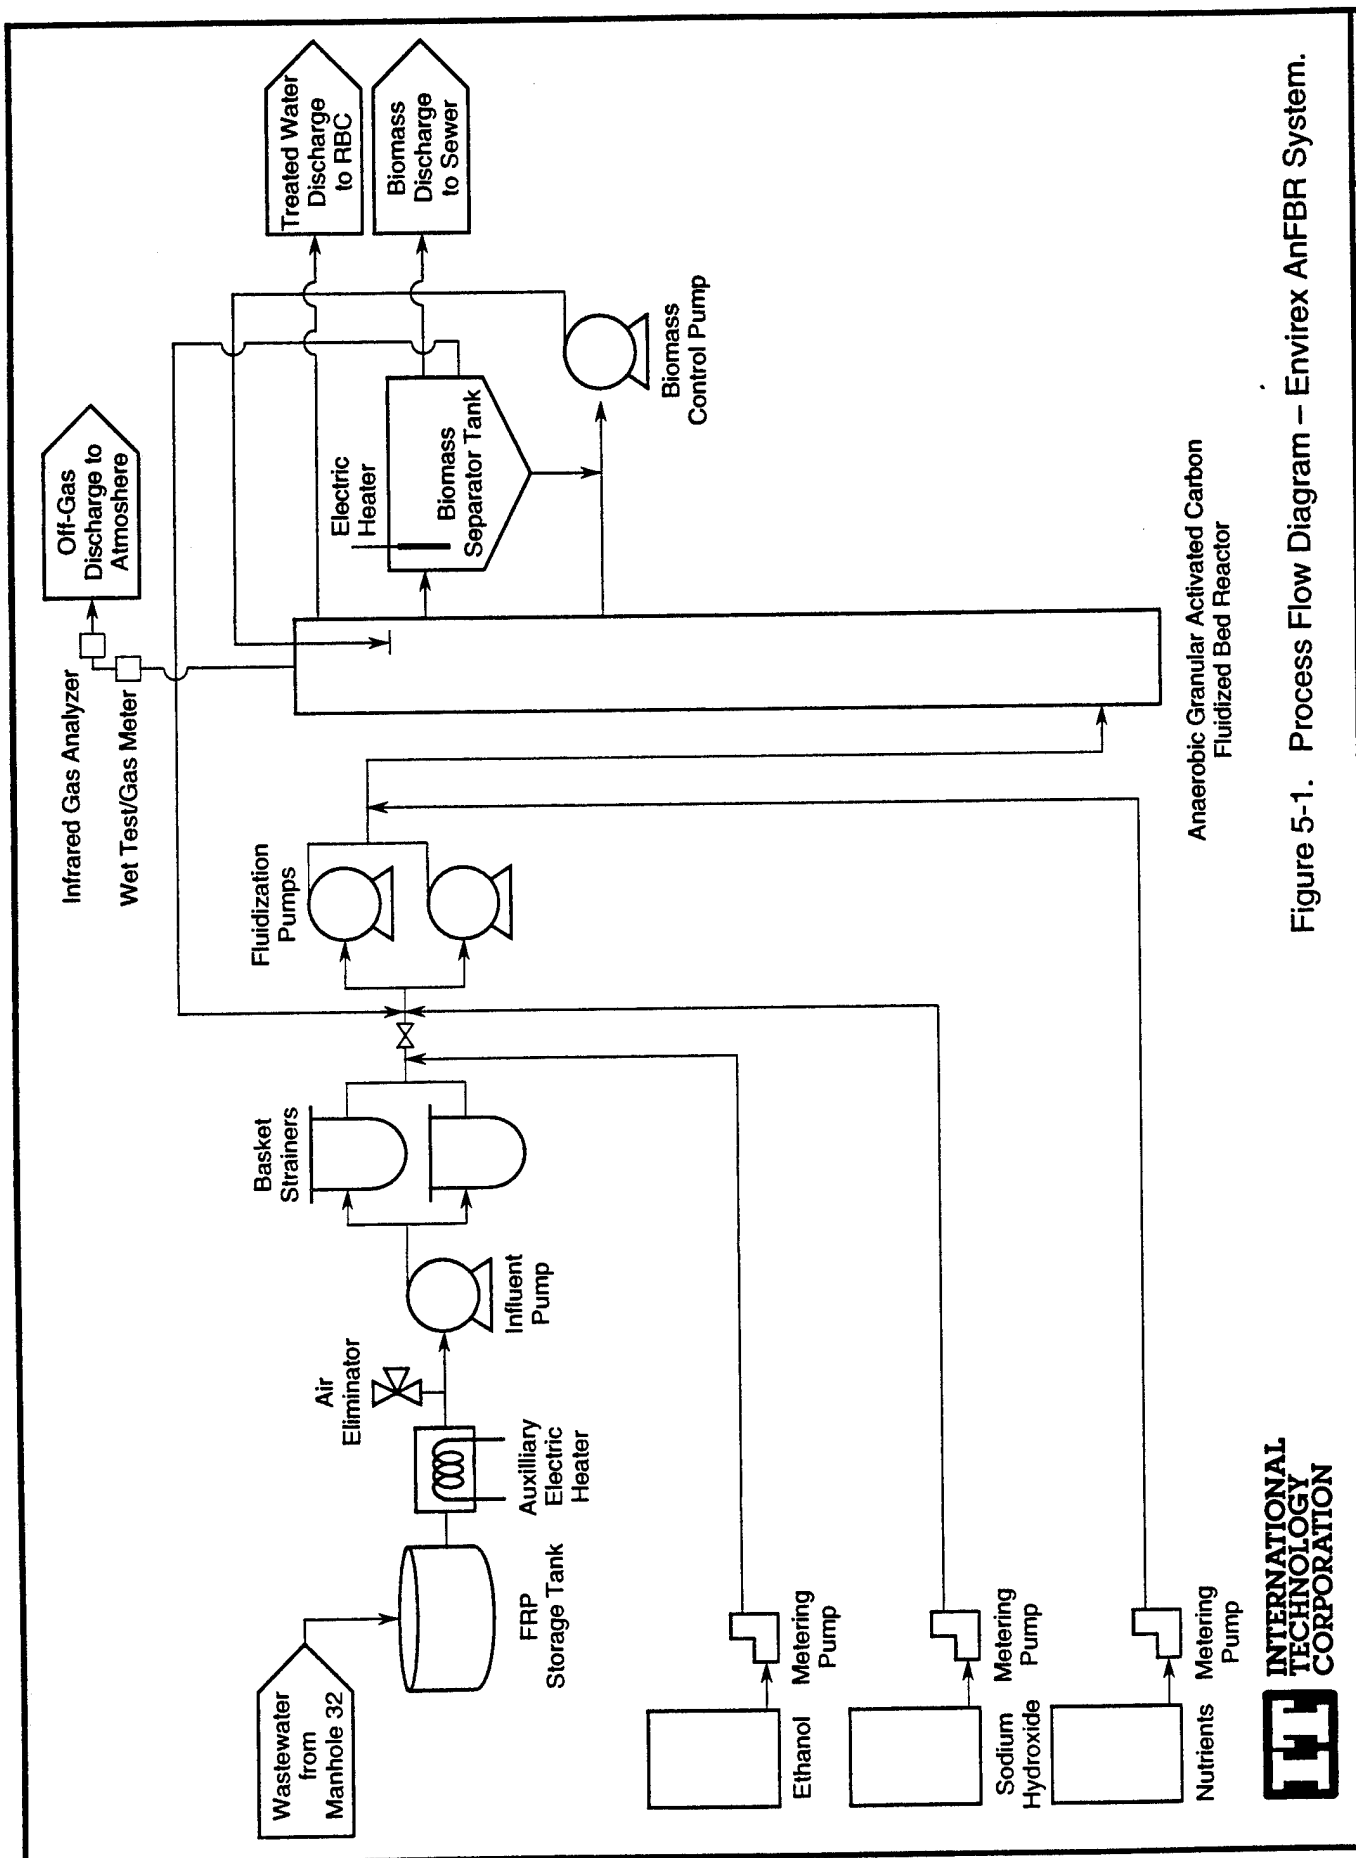 Wastewater
from
Manhole 32
FRP
Storage Tank
Auxilliary
Electric
Heater
Air
Eliminator
Influent
Pump
Basket
Strainers
Fluidization
Pumps
Infrared Gas Analyzer
Wet Test/Gas Meter
Off-Gas
Discharge to
Atmoshere
Electric
Heater
Biomass
Separator Tank
Treated Water
Discharge
to RBC
Biomass
Discharge
to Sewer
Biomass
Control Pump
Ethanol
Metering
Pump
Sodium
Hydroxide
Metering
Pump
Nutrients
Metering
Pump
Anaerobic Granular Activated Carbon
Fluidized Bed Reactor
INTERNATIONAL
TECHNOLOGY
CORPORATION
Figure 5-1. Process Flow Diagram – Envirex AnFBR System.